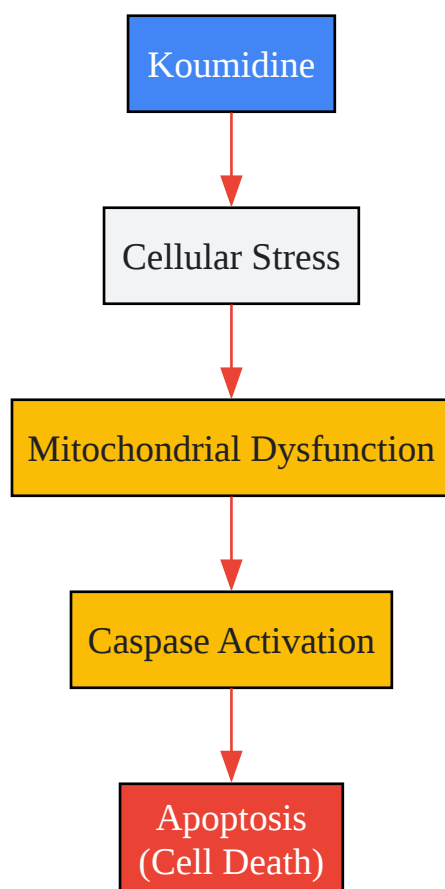 Koumidine
Cellular Stress
Mitochondrial Dysfunction
Caspase Activation
Apoptosis
(Cell Death)